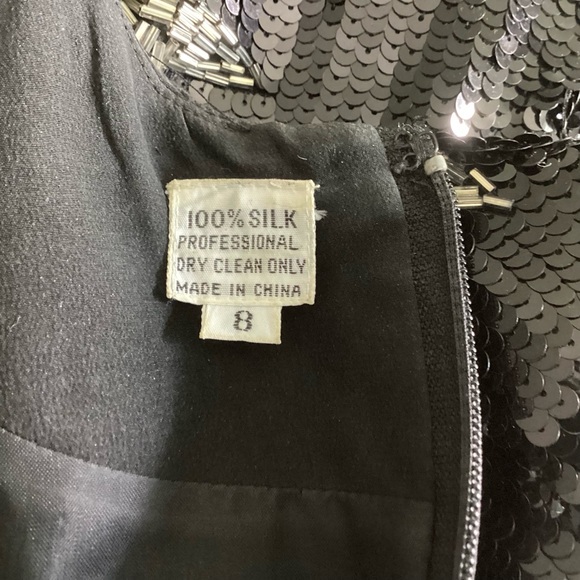 100% SILK
PROFESSIONAL
DRY CLEAN ONLY
MADE IN CHINA
8